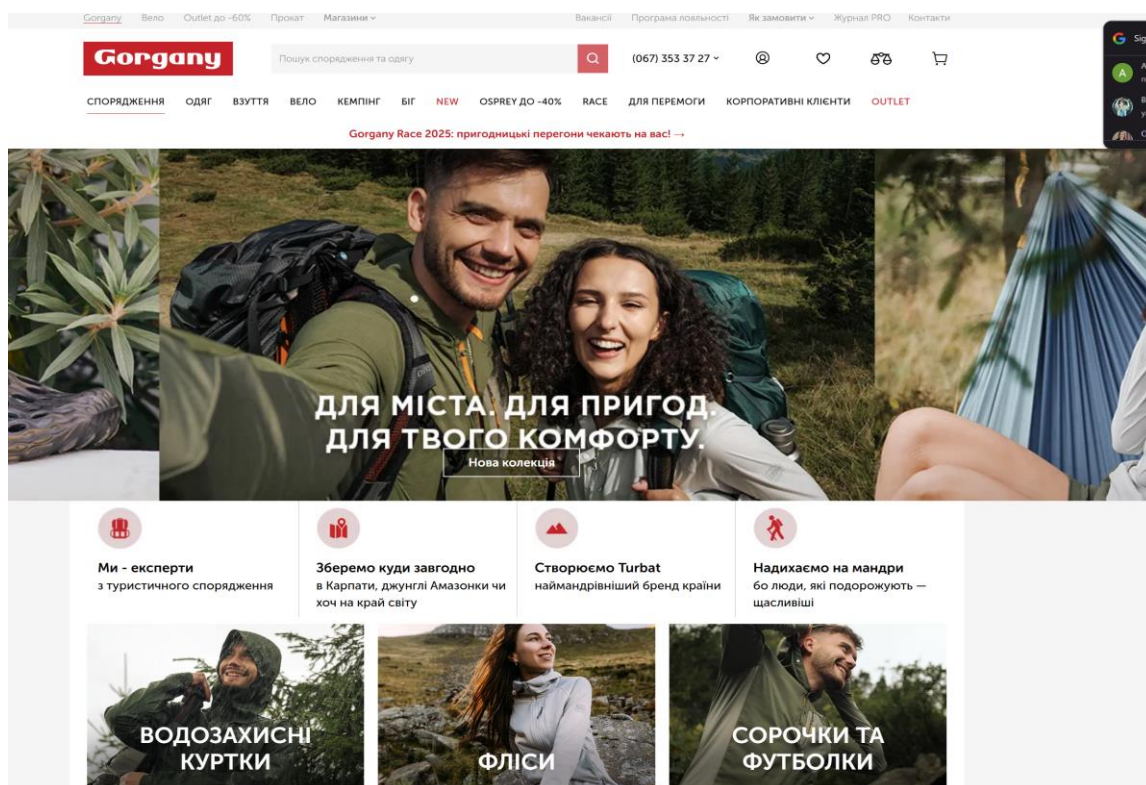 Gorgany Вело Outlet до -60% Прокат Магазини Вакансії Програма лояльності Як замовити Журнал PRO Контакти
Gorgany
Пошук спорядження та одягу
(067) 353 37 27
СПОРЯДЖЕННЯ ОДЯГ ВЗУТТЯ ВЕЛО КЕМПІНГ БІГ NEW OSPREY ДО -40% RACE ДЛЯ ПЕРЕМОГИ КОРПОРАТИВНІ КЛІЄНТИ OUTLET
Gorgany Race 2025: пригодницькі перегони чекають на вас! →
ДЛЯ МІСТА. ДЛЯ ПРИГОД.
ДЛЯ ТВОГО КОМФОРТУ.
Нова колекція
Ми - експерти
з туристичного спорядження
Зберемо куди завгодно
в Карпати, джунглі Амазонки чи
хоч на край світу
Створюємо Turbat
наймандрівніший бренд країни
Надихаємо на мандри
бо люди, які подорожують —
щасливіші
ВОДОЗАХИСНІ
КУРТКИ
ФЛІСИ
СОРОЧКИ ТА
ФУТБОЛКИ
G Sig
A